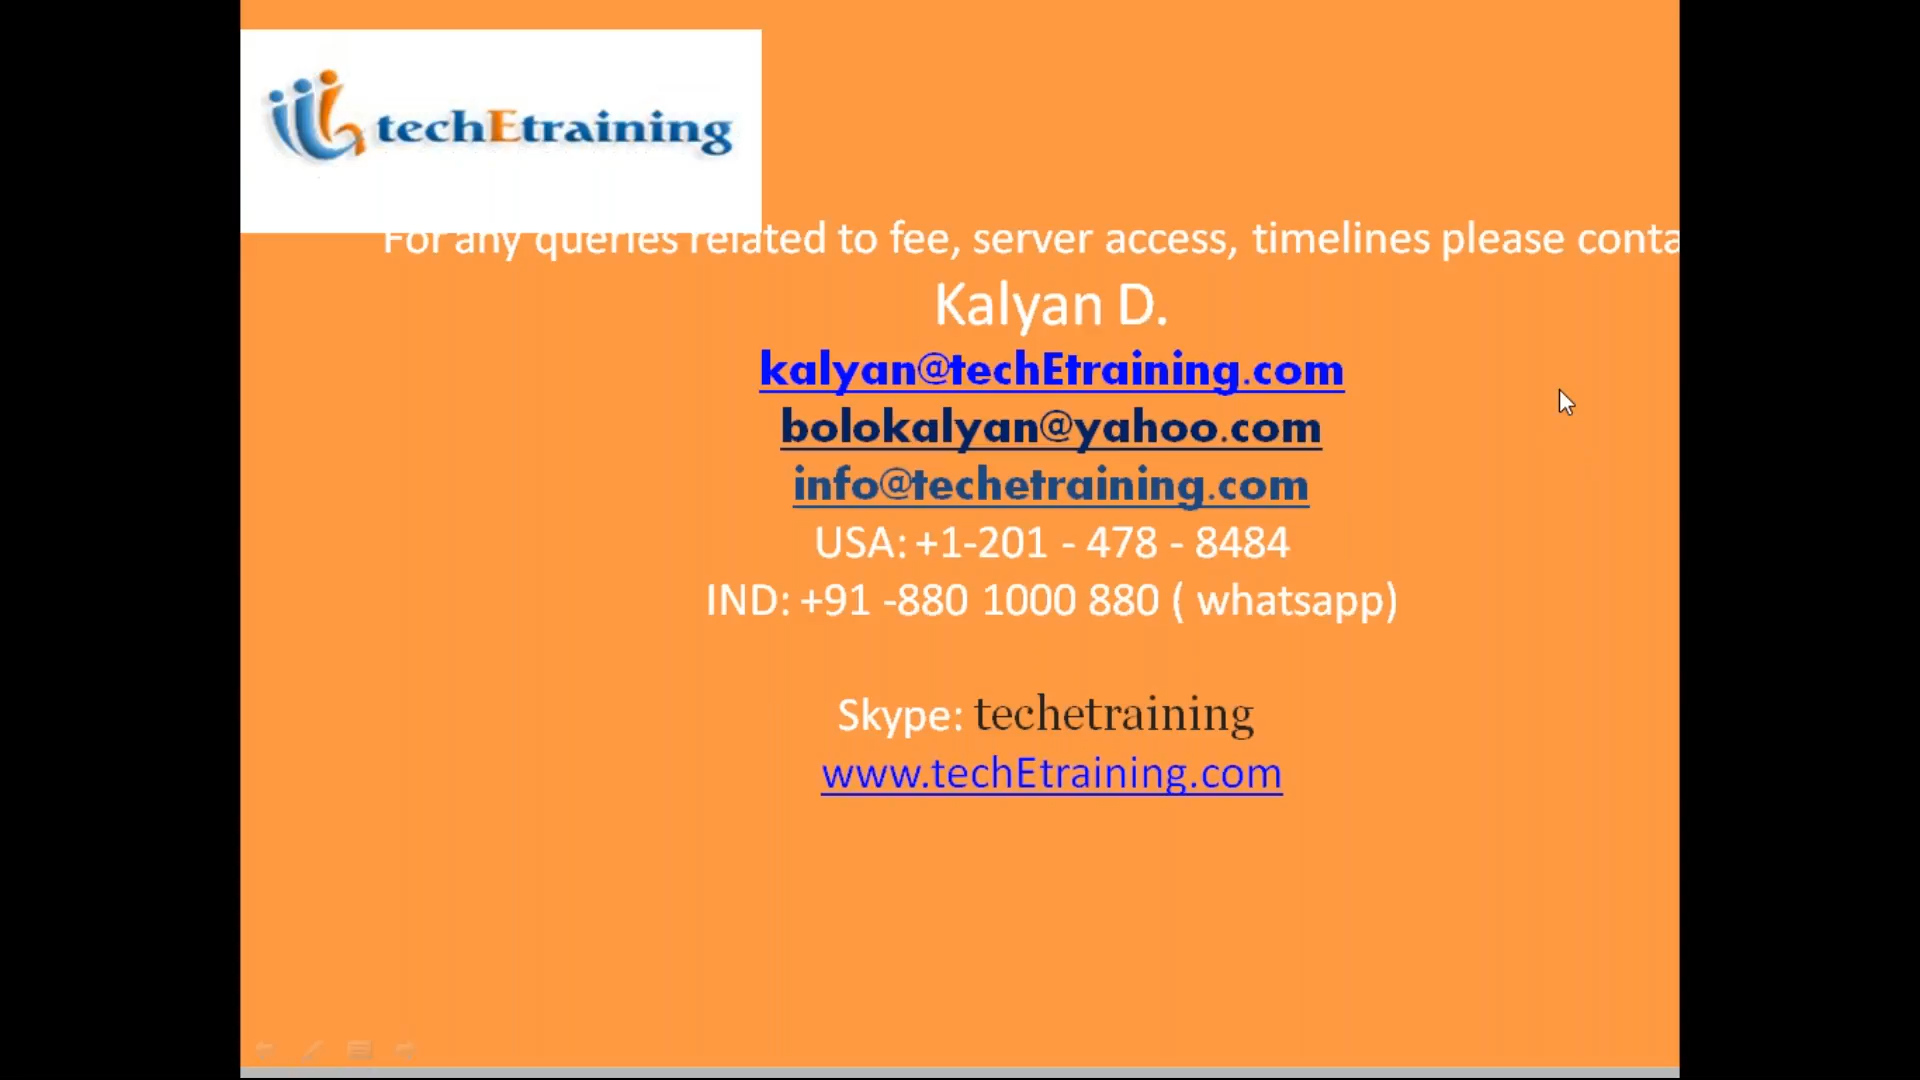 techEtraining
For any queries related to fee, server access, timelines please conta
Kalyan D.
kalyan@techEtraining.com
bolokalyan@yahoo.com
info@techetraining.com
USA: +1-201 - 478 - 8484
IND: +91 -880 1000 880 ( whatsapp)
Skype: techetraining
www.techEtraining.com